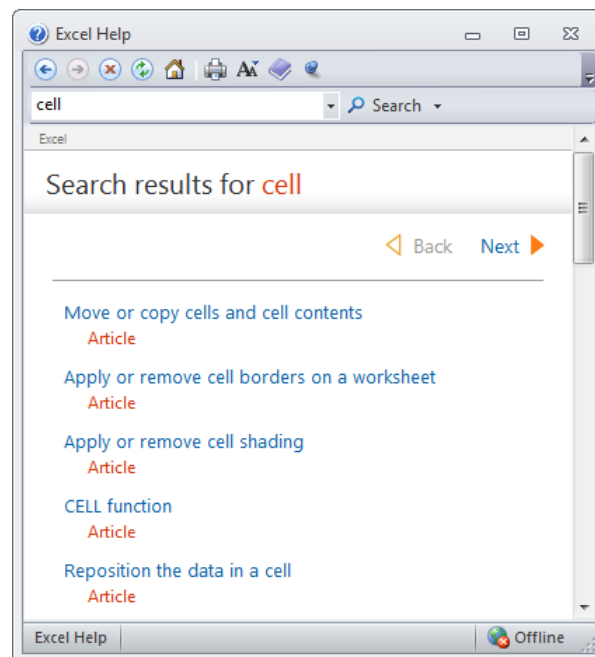 Excel Help
cell
Search
Excel
Search results for cell
Back Next
Move or copy cells and cell contents
Article
Apply or remove cell borders on a worksheet
Article
Apply or remove cell shading
Article
CELL function
Article
Reposition the data in a cell
Article
Excel Help
Offline